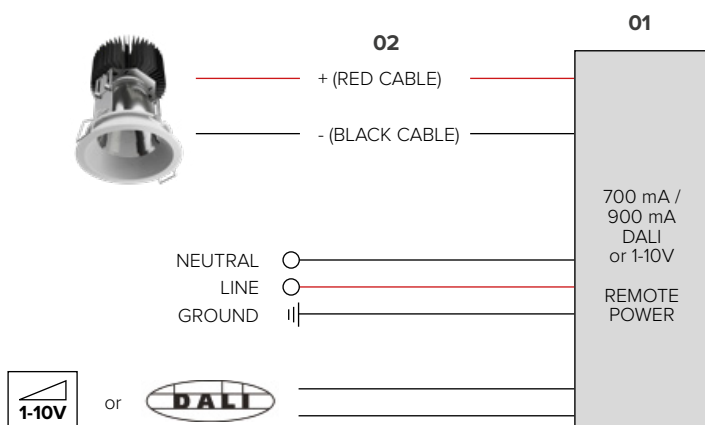 01
02
+ (RED CABLE)
- (BLACK CABLE)
700 mA /
900 mA
DALI
or 1-10V
REMOTE
POWER
NEUTRAL
LINE
GROUND
1-10V
or
DALI